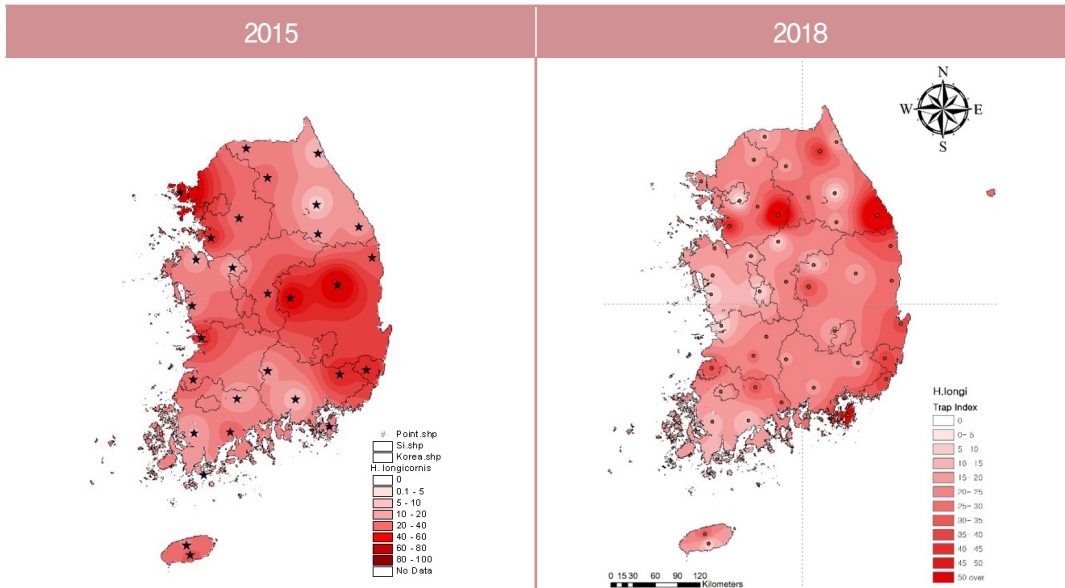 2015
2018
N
W E
S
# Point.shp
Si.shp
Korea.shp
H. longicornis
0
0.1 - 5
5 - 10
10 - 20
20 - 40
40 - 60
60 - 80
80 - 100
No Data
H.longi
Trap Index
0
0- 5
5- 10
10- 15
15- 20
20- 25
25- 30
30- 35
35- 40
40- 45
45- 50
50 over
0 15 30 60 90 120
Kilometers